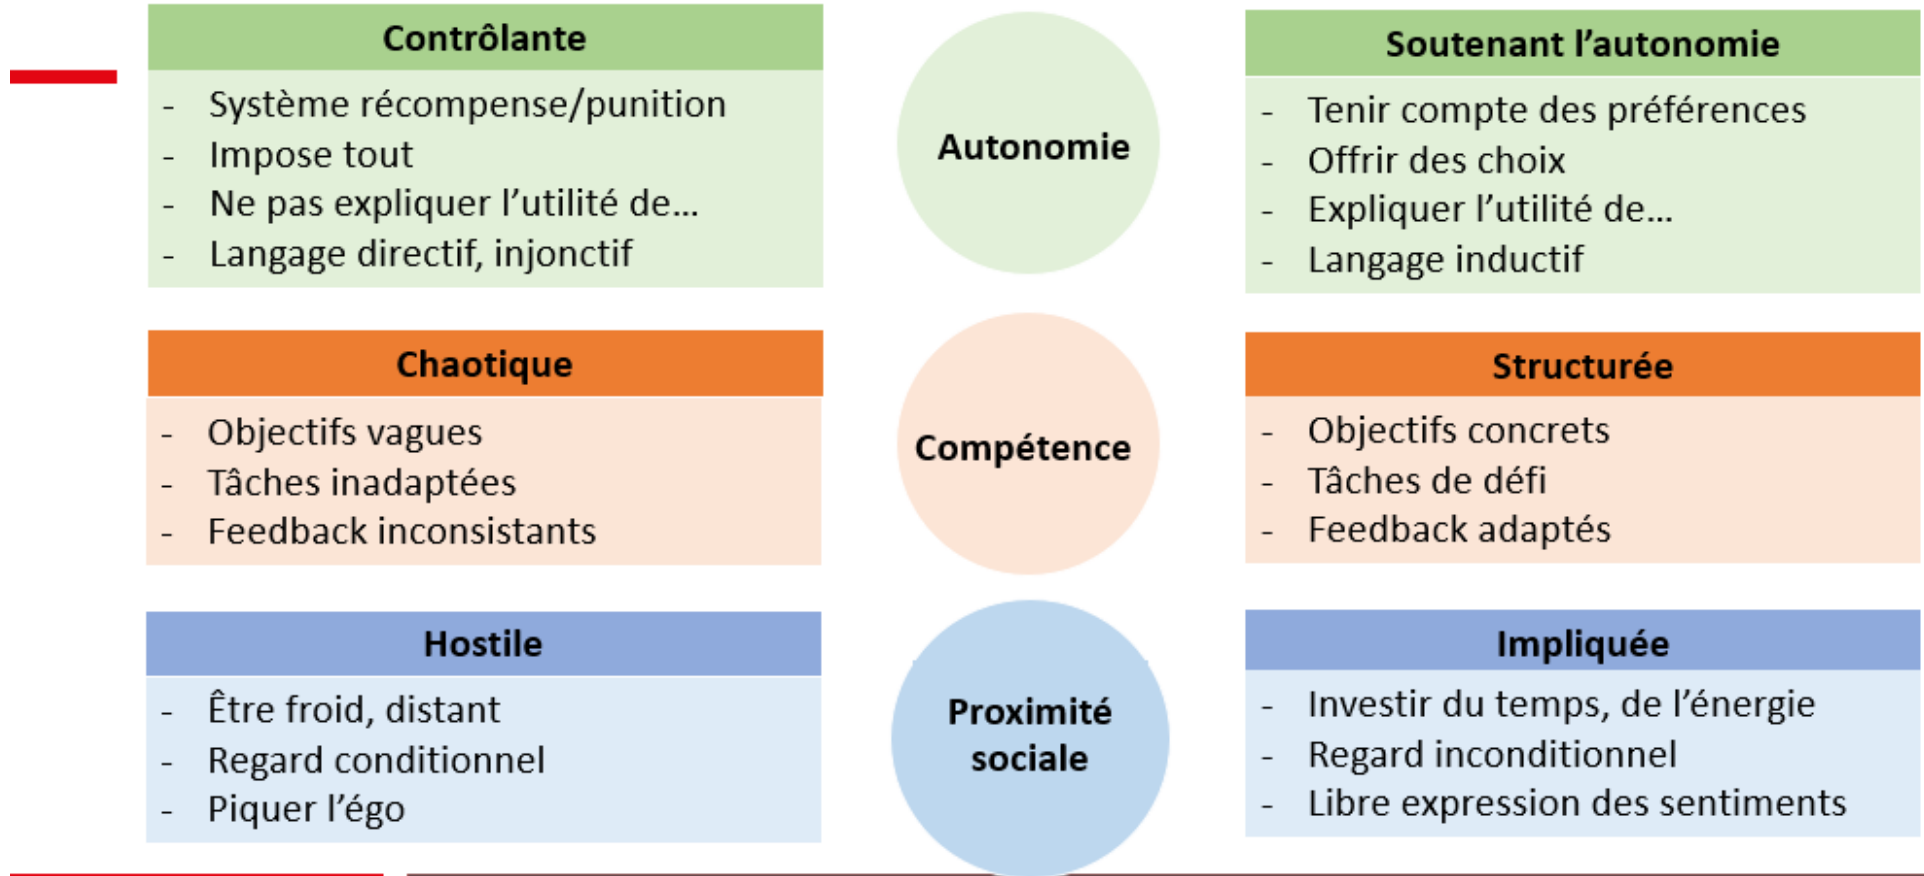 Contrôlante
- Système récompense/punition
- Impose tout
- Ne pas expliquer l’utilité de…
- Langage directif, injonctif
Autonomie
Soutenant l’autonomie
- Tenir compte des préférences
- Offrir des choix
- Expliquer l’utilité de…
- Langage inductif
Chaotique
- Objectifs vagues
- Tâches inadaptées
- Feedback inconsistants
Compétence
Structurée
- Objectifs concrets
- Tâches de défi
- Feedback adaptés
Hostile
- Être froid, distant
- Regard conditionnel
- Piquer l’égo
Proximité
sociale
Impliquée
- Investir du temps, de l’énergie
- Regard inconditionnel
- Libre expression des sentiments